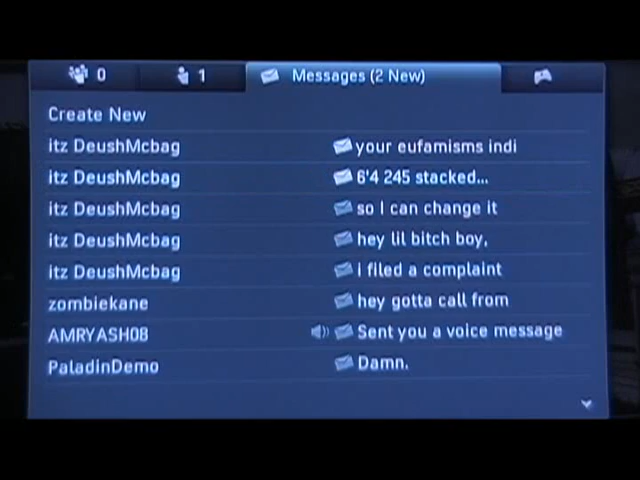 0
1
Messages (2 New)
Create New
itz DeushMcbag your eufamisms indi
itz DeushMcbag 6'4 245 stacked...
itz DeushMcbag so I can change it
itz DeushMcbag hey lil bitch boy,
itz DeushMcbag i filed a complaint
zombiekane hey gotta call from
AMRYASH08 Sent you a voice message
PaladinDemo Damn.